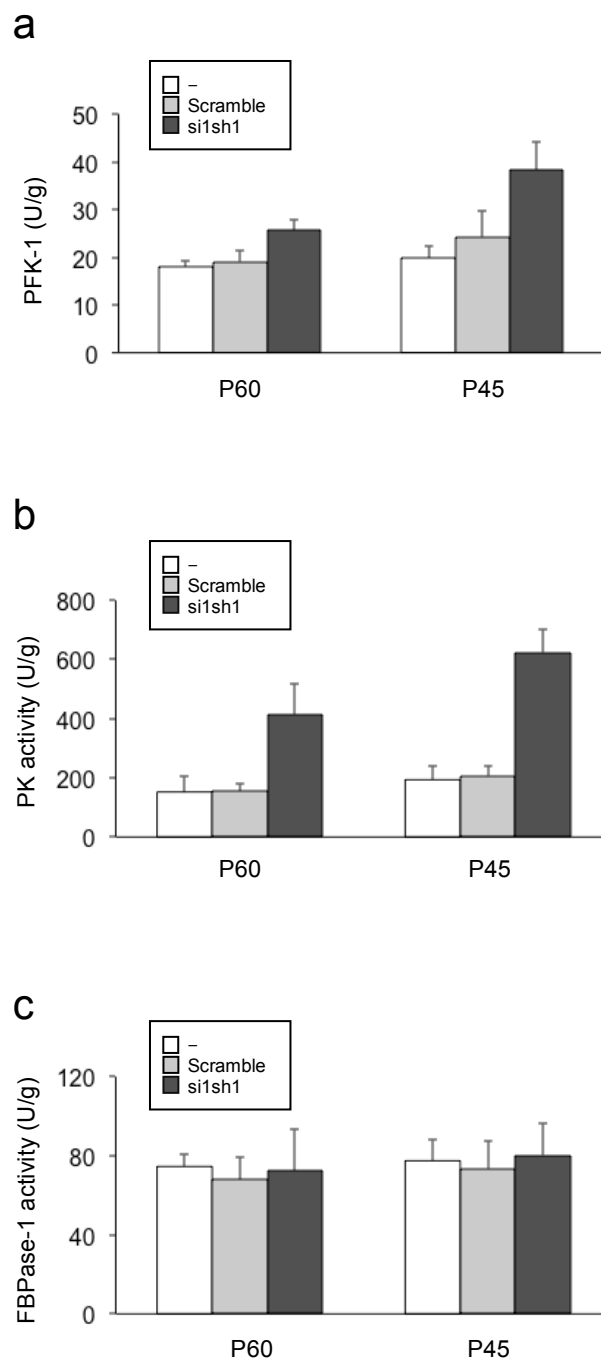 a
–
Scramble
si1sh1
50
40
30
20
10
0
PFK-1 (U/g)
P60 P45
b
–
Scramble
si1sh1
800
600
400
200
0
PK activity (U/g)
P60 P45
c
–
Scramble
si1sh1
120
80
40
0
FBPase-1 activity (U/g)
P60 P45